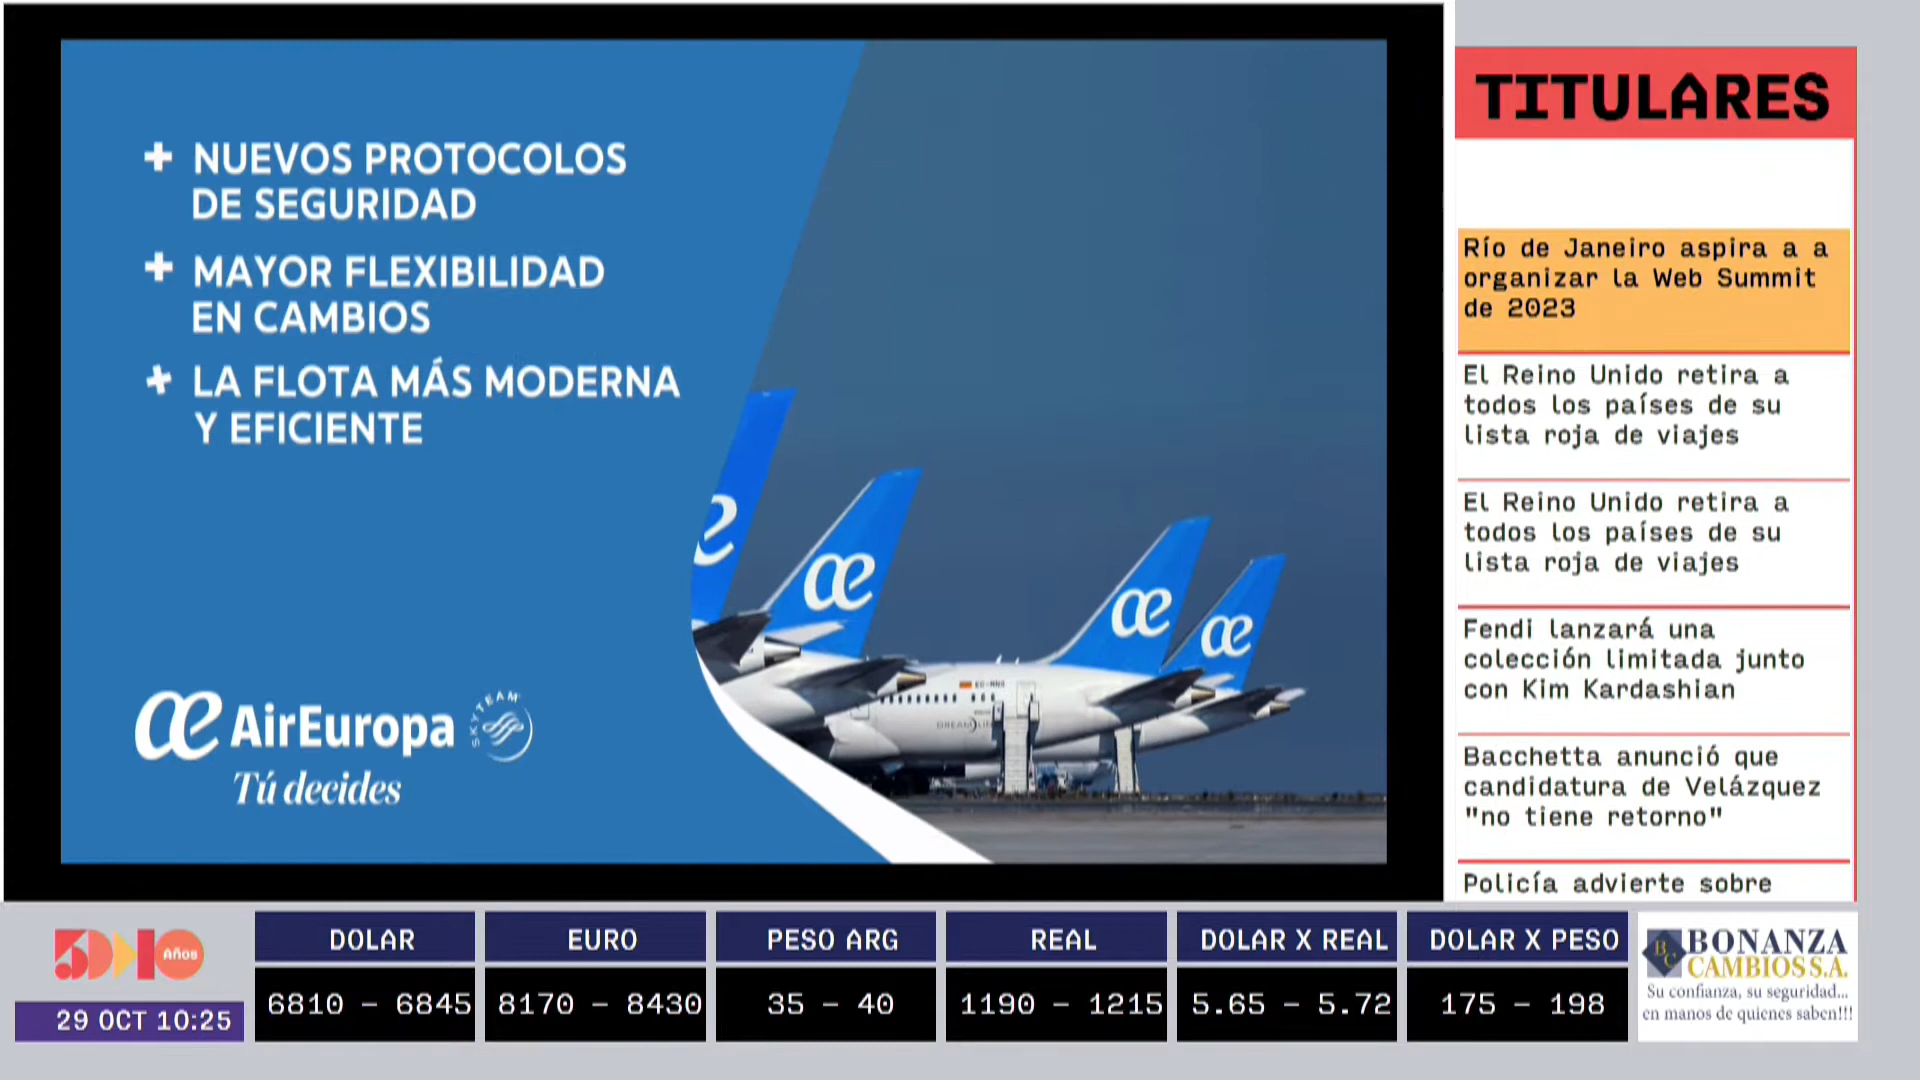 + NUEVOS PROTOCOLOS
DE SEGURIDAD
+ MAYOR FLEXIBILIDAD
EN CAMBIOS
+ LA FLOTA MÁS MODERNA
Y EFICIENTE
æ AirEuropa SKYTEAM
Tú decides
æ
æ
æ
æ
TITULARES
Río de Janeiro aspira a a
organizar la Web Summit
de 2023
El Reino Unido retira a
todos los países de su
lista roja de viajes
El Reino Unido retira a
todos los países de su
lista roja de viajes
Fendi lanzará una
colección limitada junto
con Kim Kardashian
Bacchetta anunció que
candidatura de Velázquez
"no tiene retorno"
Policía advierte sobre
5DÍ10 Años
29 OCT 10:25
DOLAR
6810 - 6845
EURO
8170 - 8430
PESO ARG
35 - 40
REAL
1190 - 1215
DOLAR X REAL
5.65 - 5.72
DOLAR X PESO
175 - 198
BC BONANZA
CAMBIOS S.A.
Su confianza, su seguridad...
en manos de quienes saben!!!